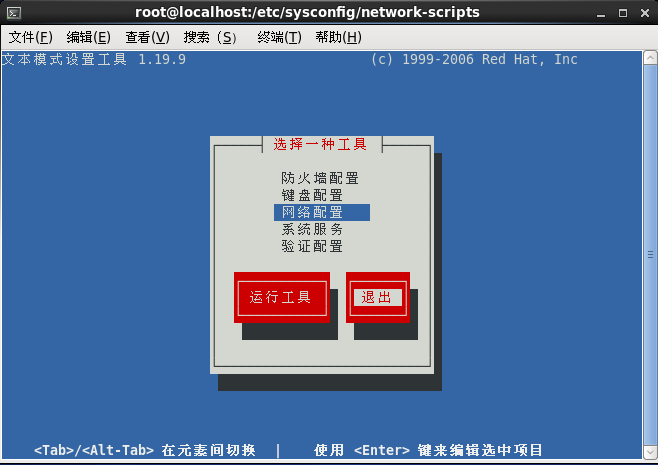 root@localhost:/etc/sysconfig/network-scripts
文件(F) 编辑(E) 查看(V) 搜索（S） 终端(T) 帮助(H)
文本模式设置工具 1.19.9 (c) 1999-2006 Red Hat, Inc
选择一种工具
防火墙配置
键盘配置
网络配置
系统服务
验证配置
运行工具 退出
<Tab>/<Alt-Tab> 在元素间切换 | 使用 <Enter> 键来编辑选中项目